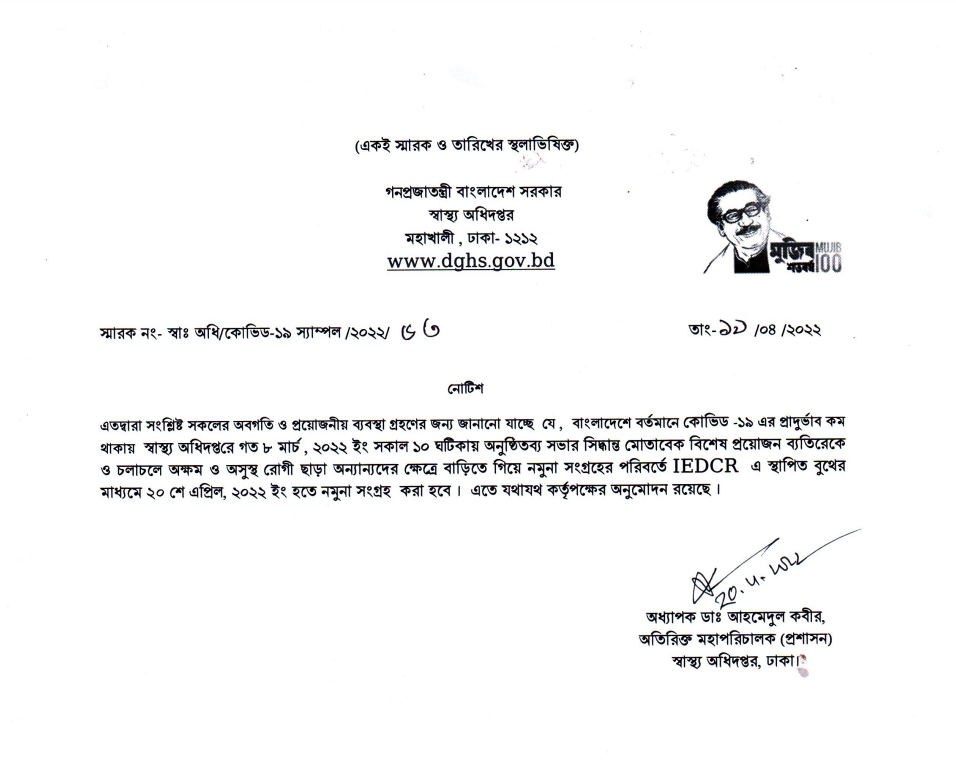 (একই স্মারক ও তারিখের স্থলাভিষিক্ত)
গনপ্রজাতন্ত্রী বাংলাদেশ সরকার
স্বাস্থ্য অধিদপ্তর
মহাখালী , ঢাকা- ১২১২
www.dghs.gov.bd
মুজিব MUJIB
শতবর্ষ 100
স্মারক নং- স্বাঃ অধি/কোভিড-১৯ স্যাম্পল /২০২২/ ৫৩
তাং-১৯ /০৪ /২০২২
নোটিশ
এতদ্বারা সংশ্লিষ্ট সকলের অবগতি ও প্রয়োজনীয় ব্যবস্থা গ্রহণের জন্য জানানো যাচ্ছে যে , বাংলাদেশে বর্তমানে কোভিড -১৯ এর প্রাদুর্ভাব কম
থাকায় স্বাস্থ্য অধিদপ্তরে গত ৮ মার্চ , ২০২২ ইং সকাল ১০ ঘটিকায় অনুষ্ঠিতব্য সভার সিদ্ধান্ত মোতাবেক বিশেষ প্রয়োজন ব্যতিরেকে
ও চলাচলে অক্ষম ও অসুস্থ রোগী ছাড়া অন্যান্যদের ক্ষেত্রে বাড়িতে গিয়ে নমুনা সংগ্রহের পরিবর্তে IEDCR এ স্থাপিত বুথের
মাধ্যমে ২০ শে এপ্রিল, ২০২২ ইং হতে নমুনা সংগ্রহ করা হবে । এতে যথাযথ কর্তৃপক্ষের অনুমোদন রয়েছে ।
অধ্যাপক ডাঃ আহমেদুল কবীর,
অতিরিক্ত মহাপরিচালক (প্রশাসন)
স্বাস্থ্য অধিদপ্তর, ঢাকা।